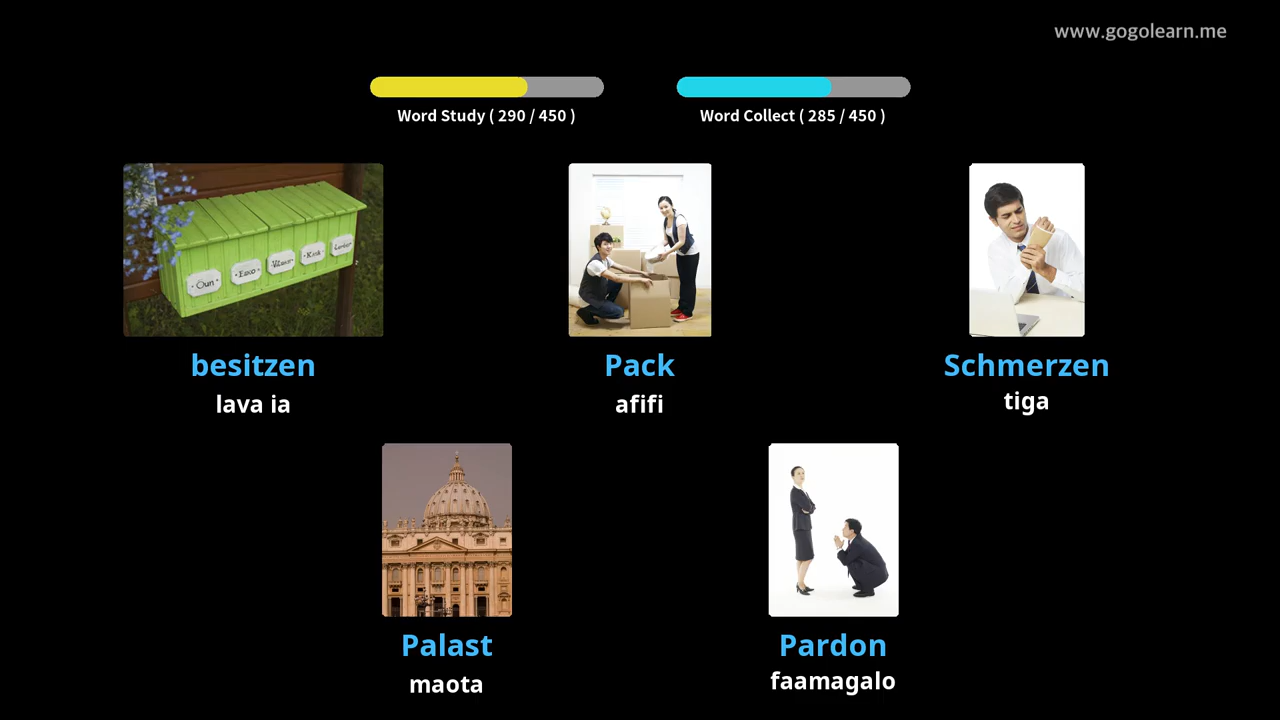 www.gogolearn.me
Word Study ( 290 / 450 )
Word Collect ( 285 / 450 )
Öun
besitzen
Pack
Schmerzen
lava ia
afifi
tiga
Palast
Pardon
maota
faamagalo